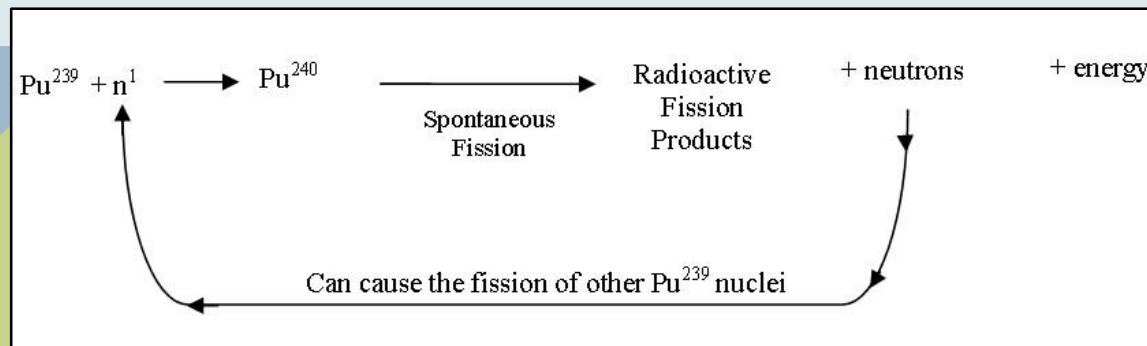 Pu²³⁹ + n¹ Pu²⁴⁰ Radioactive + neutrons + energy
Fission
Products
Spontaneous
Fission
Can cause the fission of other Pu²³⁹ nuclei